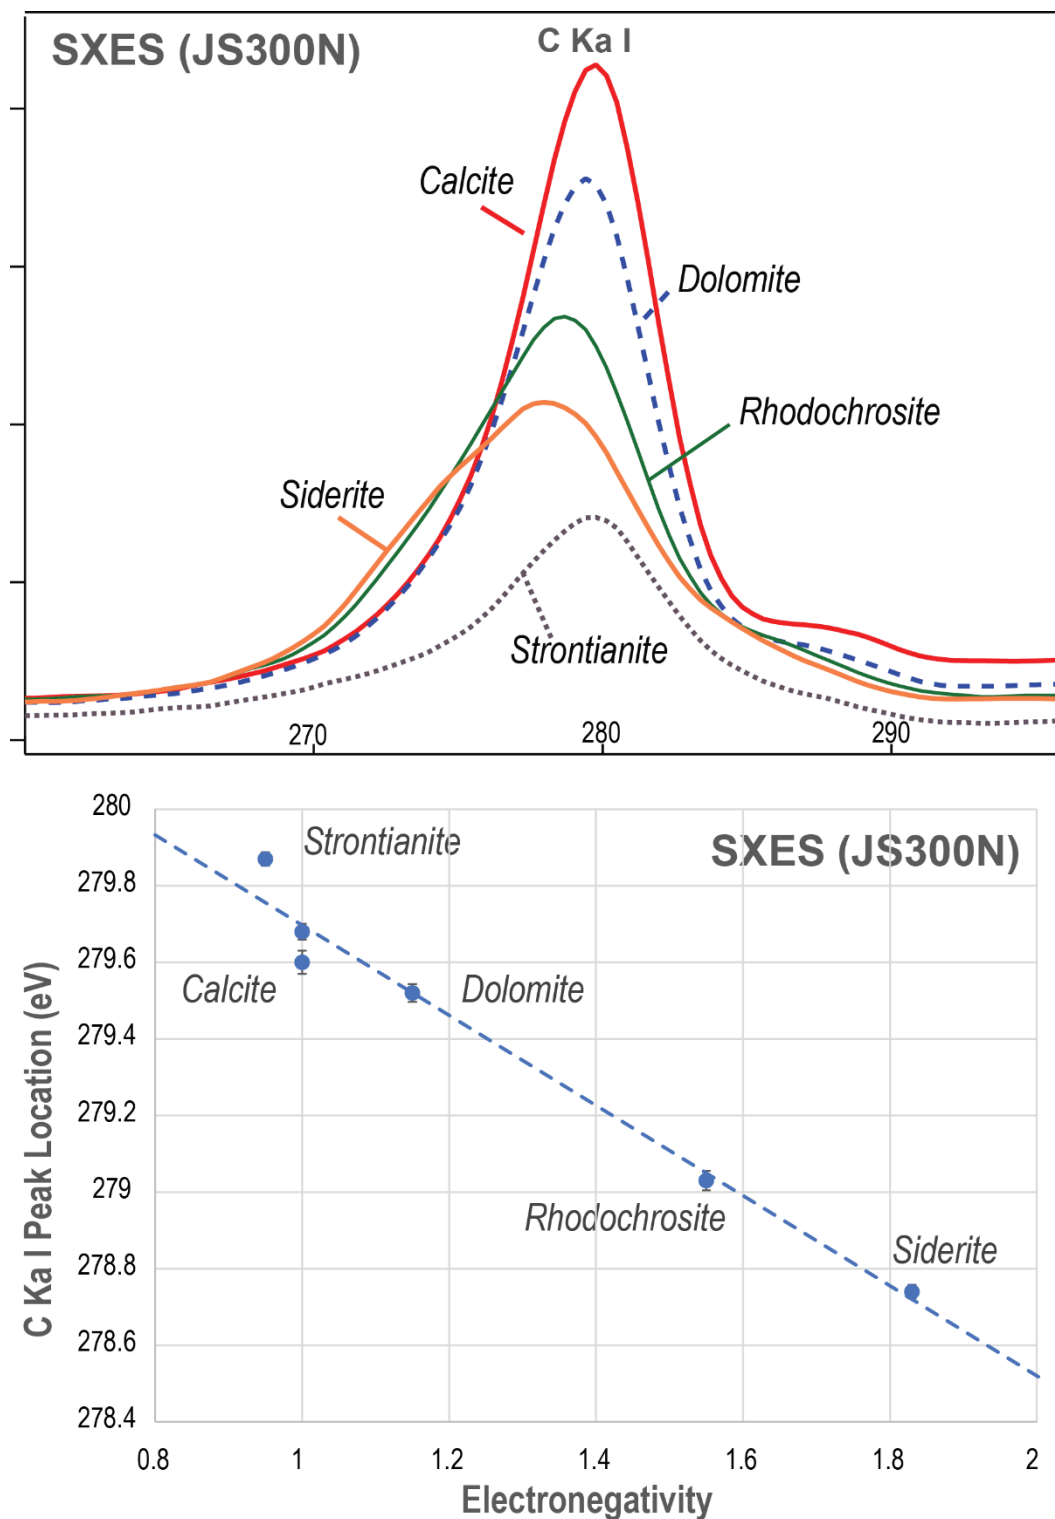 SXES (JS300N)
C Ka I
Calcite
Dolomite
Rhodochrosite
Siderite
Strontianite
270
280
290
280
279.8
279.6
279.4
279.2
279
278.8
278.6
278.4
C Ka I Peak Location (eV)
Strontianite
SXES (JS300N)
Calcite
Dolomite
Rhodochrosite
Siderite
0.8 1 1.2 1.4 1.6 1.8 2
Electronegativity